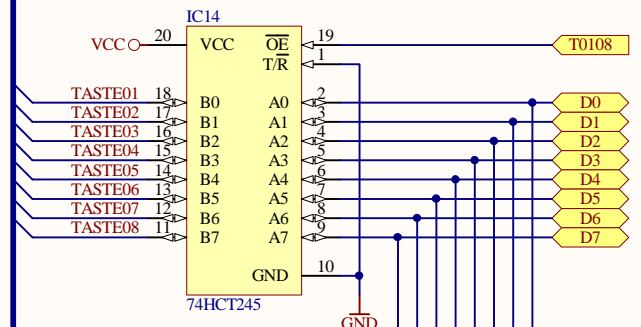 IC14
VCC 20 VCC OE 19 T0108
T/R 1
TASTE01 18 B0 A0 2 D0
TASTE02 17 B1 A1 3 D1
TASTE03 16 B2 A2 4 D2
TASTE04 15 B3 A3 5 D3
TASTE05 14 B4 A4 6 D4
TASTE06 13 B5 A5 7 D5
TASTE07 12 B6 A6 8 D6
TASTE08 11 B7 A7 9 D7
GND 10
74HCT245
GND